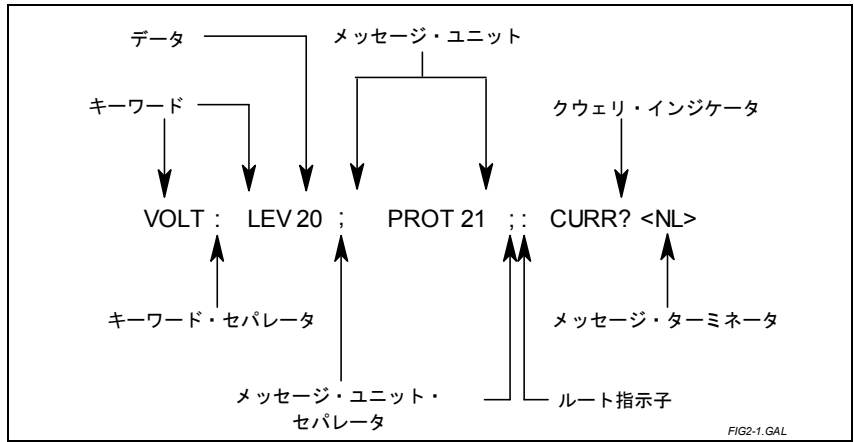 データ
メッセージ・ユニット
キーワード
クウェリ・インジケータ
VOLT : LEV 20 ; PROT 21 ; : CURR? <NL>
キーワード・セパレータ
メッセージ・ターミネータ
メッセージ・ユニット・
セパレータ
ルート指示子
FIG2-1.GAL